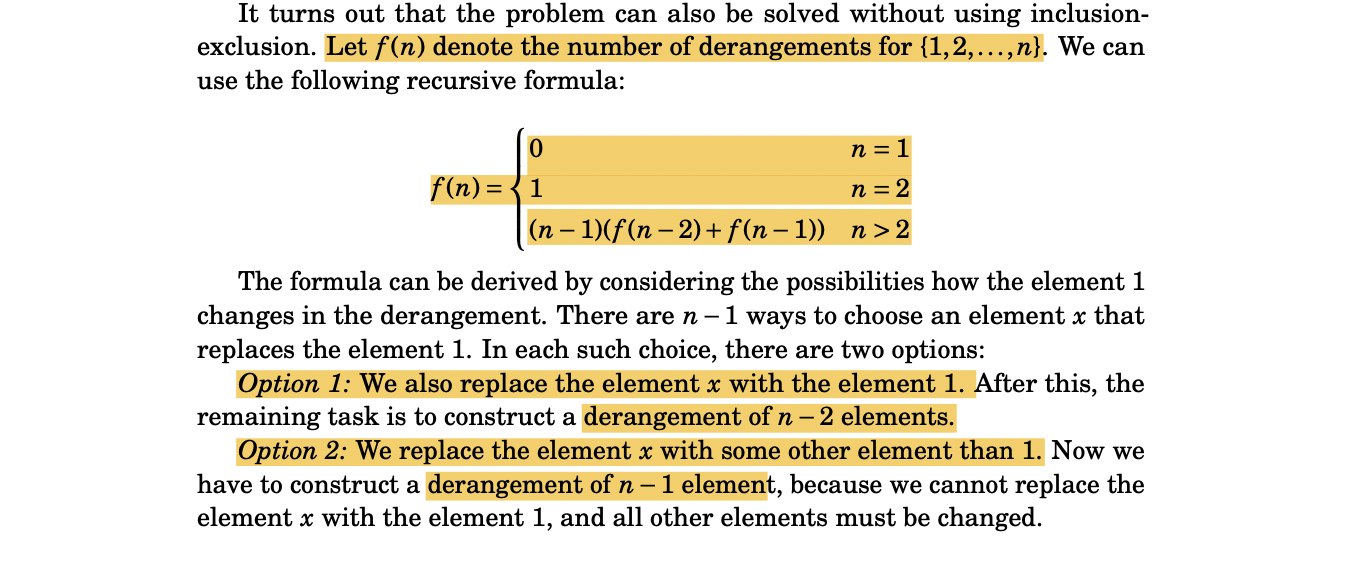 It turns out that the problem can also be solved without using inclusion-
exclusion. Let f(n) denote the number of derangements for {1,2,...,n}. We can
use the following recursive formula:
f(n) = { 0 n = 1
1 n = 2
(n − 1)(f(n − 2) + f(n − 1)) n > 2
The formula can be derived by considering the possibilities how the element 1
changes in the derangement. There are n − 1 ways to choose an element x that
replaces the element 1. In each such choice, there are two options:
Option 1: We also replace the element x with the element 1. After this, the
remaining task is to construct a derangement of n − 2 elements.
Option 2: We replace the element x with some other element than 1. Now we
have to construct a derangement of n − 1 element, because we cannot replace the
element x with the element 1, and all other elements must be changed.